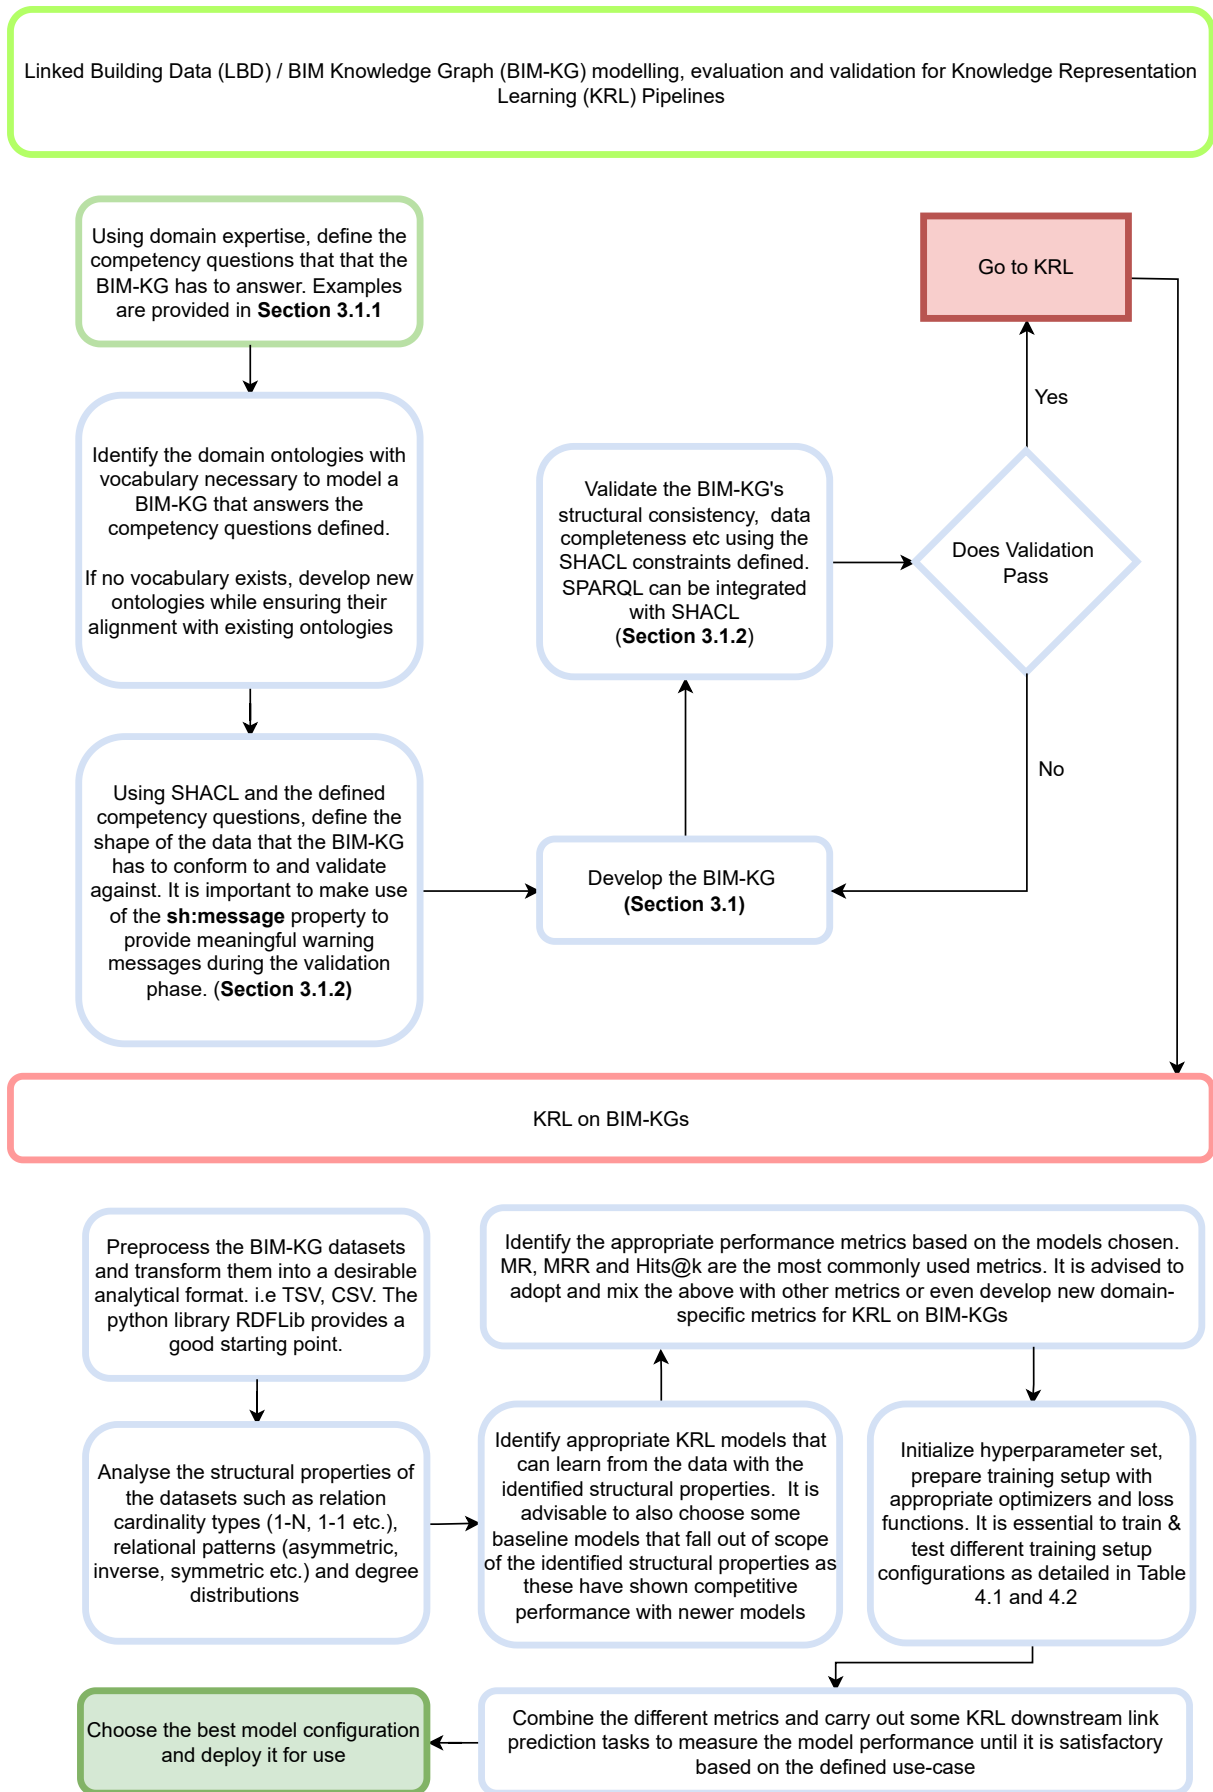 Linked Building Data (LBD) / BIM Knowledge Graph (BIM-KG) modelling, evaluation and validation for Knowledge Representation
Learning (KRL) Pipelines
Using domain expertise, define the
competency questions that that the
BIM-KG has to answer. Examples
are provided in Section 3.1.1
Identify the domain ontologies with
vocabulary necessary to model a
BIM-KG that answers the
competency questions defined.
If no vocabulary exists, develop new
ontologies while ensuring their
alignment with existing ontologies
Using SHACL and the defined
competency questions, define the
shape of the data that the BIM-KG
has to conform to and validate
against. It is important to make use
of the sh:message property to
provide meaningful warning
messages during the validation
phase. (Section 3.1.2)
Develop the BIM-KG
(Section 3.1)
Validate the BIM-KG's
structural consistency, data
completeness etc using the
SHACL constraints defined.
SPARQL can be integrated
with SHACL
(Section 3.1.2)
Does Validation
Pass
Yes
No
Go to KRL
KRL on BIM-KGs
Preprocess the BIM-KG datasets
and transform them into a desirable
analytical format. i.e TSV, CSV. The
python library RDFLib provides a
good starting point.
Analyse the structural properties of
the datasets such as relation
cardinality types (1-N, 1-1 etc.),
relational patterns (asymmetric,
inverse, symmetric etc.) and degree
distributions
Identify appropriate KRL models that
can learn from the data with the
identified structural properties. It is
advisable to also choose some
baseline models that fall out of scope
of the identified structural properties as
these have shown competitive
performance with newer models
Identify the appropriate performance metrics based on the models chosen.
MR, MRR and Hits@k are the most commonly used metrics. It is advised to
adopt and mix the above with other metrics or even develop new domain-
specific metrics for KRL on BIM-KGs
Initialize hyperparameter set,
prepare training setup with
appropriate optimizers and loss
functions. It is essential to train &
test different training setup
configurations as detailed in Table
4.1 and 4.2
Combine the different metrics and carry out some KRL downstream link
prediction tasks to measure the model performance until it is satisfactory
based on the defined use-case
Choose the best model configuration
and deploy it for use